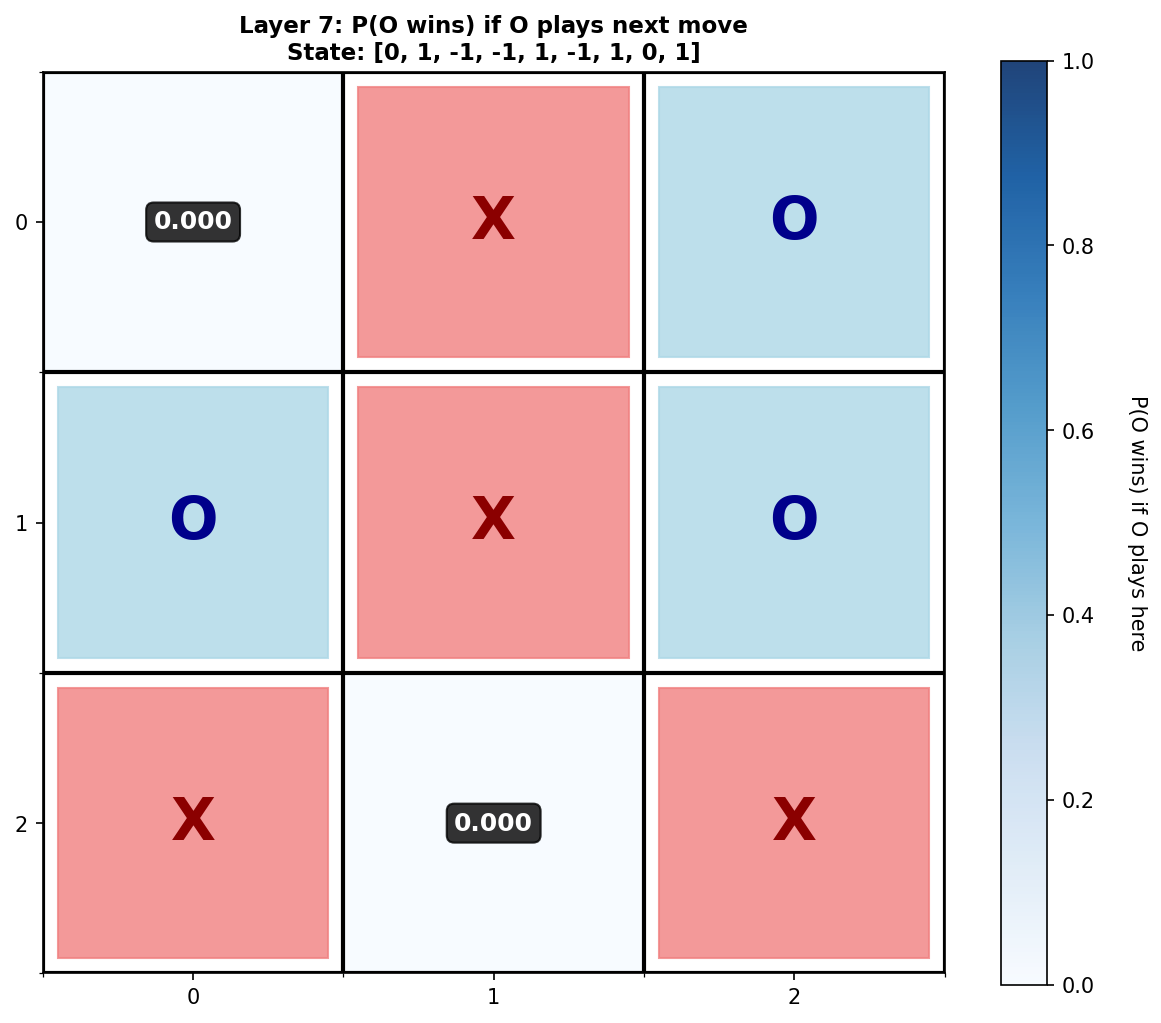 Layer 7: P(O wins) if O plays next move
State: [0, 1, -1, -1, 1, -1, 1, 0, 1]
0 0.000 X O
1 O X O
2 X 0.000 X
0 1 2
1.0
0.8
0.6
0.4
0.2
0.0
P(O wins) if O plays here